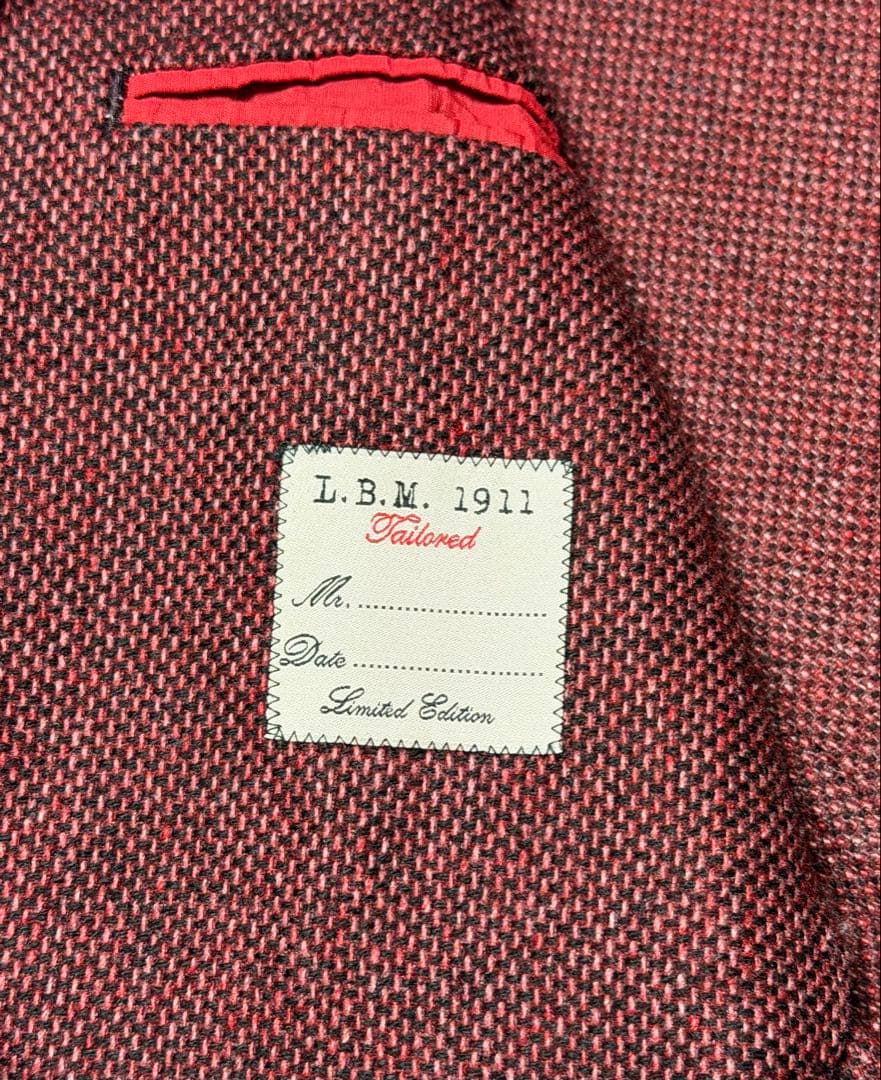 L.B.M. 1911
Tailored
Mr. ........................
Date ........................
Limited Edition